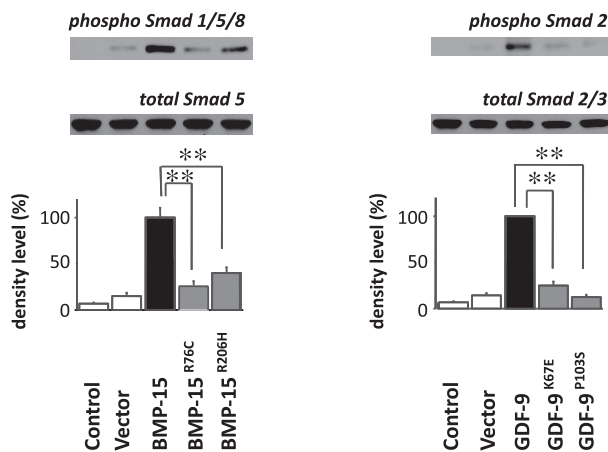 phospho Smad 1/5/8
total Smad 5
**
**
density level (%)
100
50
0
Control
Vector
BMP-15
BMP-15 R76C
BMP-15 R206H
phospho Smad 2
total Smad 2/3
**
**
density level (%)
100
50
0
Control
Vector
GDF-9
GDF-9 K67E
GDF-9 P103S